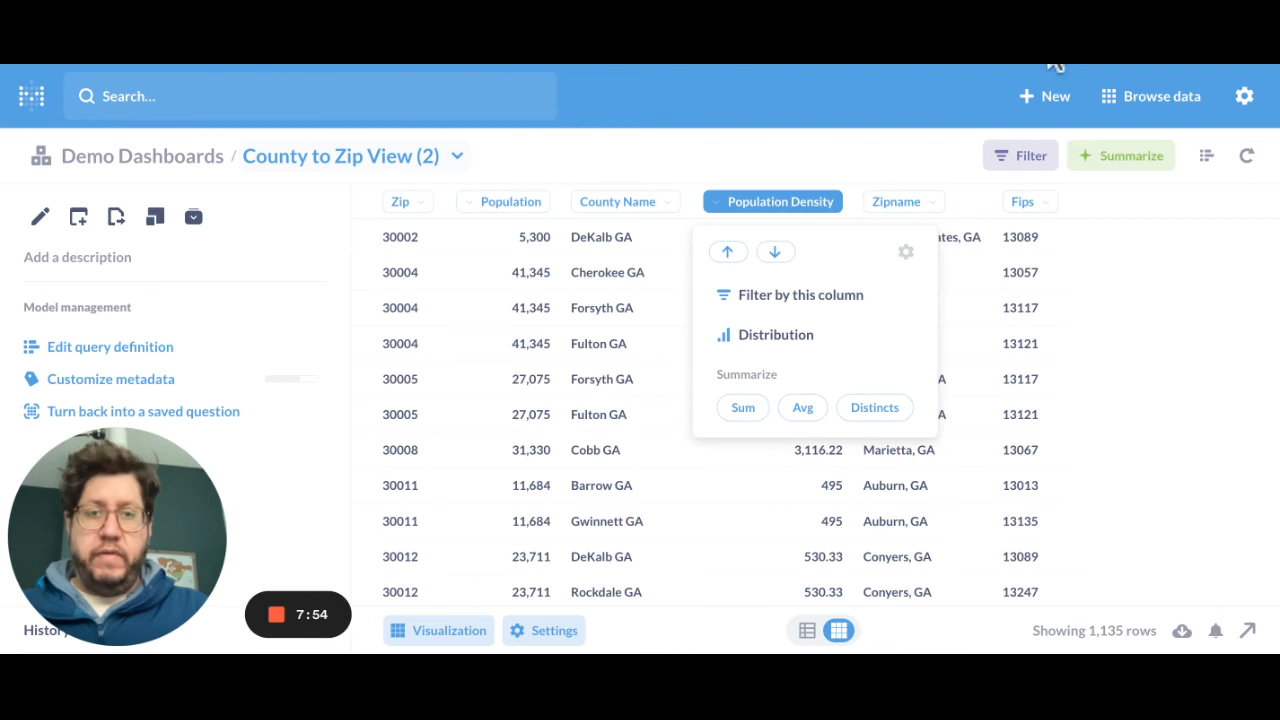 Search...
New
Browse data
Demo Dashboards / County to Zip View (2)
Filter
Summarize
Add a description
Model management
Edit query definition
Customize metadata
Turn back into a saved question
7:54
Zip Population County Name Population Density Zipname Fips
30002 5,300 DeKalb GA 13089
30004 41,345 Cherokee GA 13057
30004 41,345 Forsyth GA 13117
30004 41,345 Fulton GA 13121
30005 27,075 Forsyth GA 13117
30005 27,075 Fulton GA 13121
30008 31,330 Cobb GA 3,116.22 Marietta, GA 13067
30011 11,684 Barrow GA 495 Auburn, GA 13013
30011 11,684 Gwinnett GA 495 Auburn, GA 13135
30012 23,711 DeKalb GA 530.33 Conyers, GA 13089
30012 23,711 Rockdale GA 530.33 Conyers, GA 13247
Filter by this column
Distribution
Summarize
Sum Avg Distincts
Visualization
Settings
Showing 1,135 rows